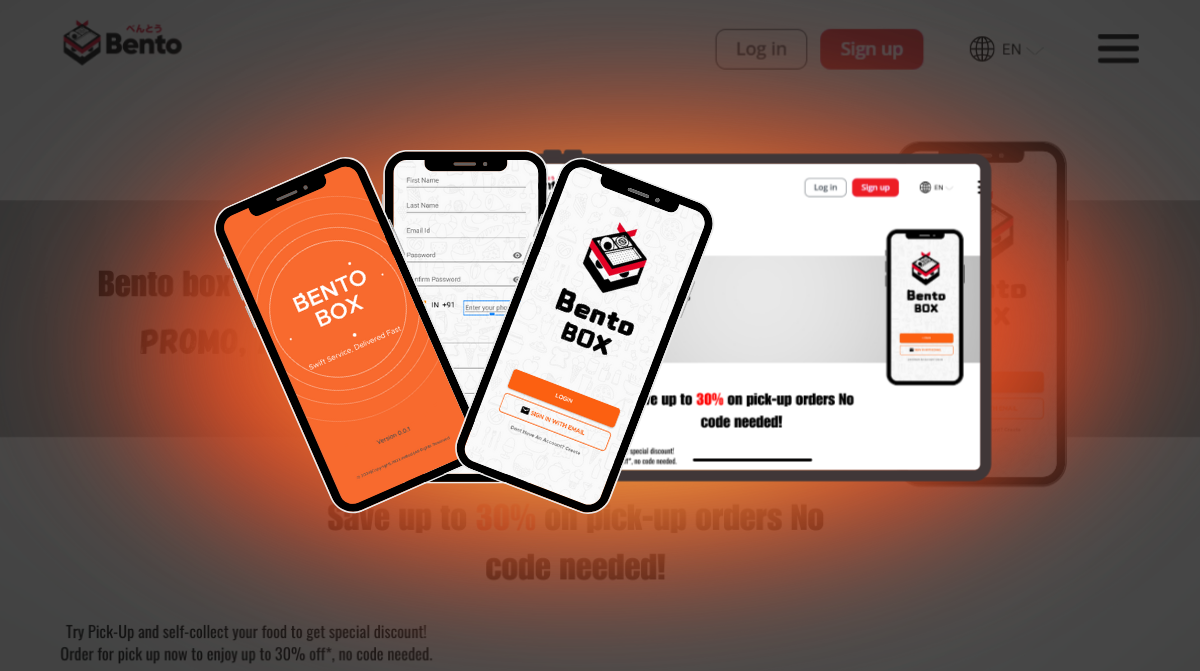 べんとう
Bento
Log in
Sign up
EN
Bento box
PROMO
Save up to 30% on pick-up orders No
code needed!
Try Pick-Up and self-collect your food to get special discount!
Order for pick up now to enjoy up to 30% off*, no code needed.
BENTO
BOX
Swift Service, Delivered Fast
Version 0.0.1
First Name
Last Name
Email Id
Password
nfirm Password
IN +91
Enter your pho
Bento
BOX
LOGIN
SIGN IN WITH EMAIL
Dont Have An Account? Create
Log in
Sign up
EN
Bento
BOX
e up to 30% on pick-up orders No
code needed!
special discount!
no code needed.